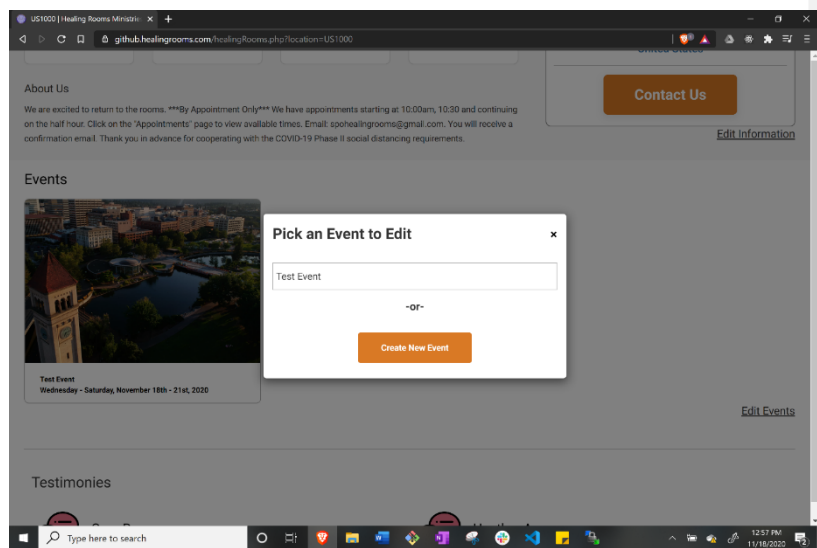 US1000 | Healing Rooms Ministries
github.healingrooms.com/healingRooms.php?location=US1000
United States
About Us
We are excited to return to the rooms. ***By Appointment Only*** We have appointments starting at 10:00am, 10:30 and continuing
on the half hour. Click on the "Appointments" page to view available times. Email: spohealingrooms@gmail.com. You will receive a
confirmation email. Thank you in advance for cooperating with the COVID-19 Phase II social distancing requirements.
Contact Us
Edit Information
Events
Pick an Event to Edit
Test Event
-or-
Create New Event
Test Event
Wednesday - Saturday, November 18th - 21st, 2020
Edit Events
Testimonies
Type here to search
12:57 PM
11/18/2020